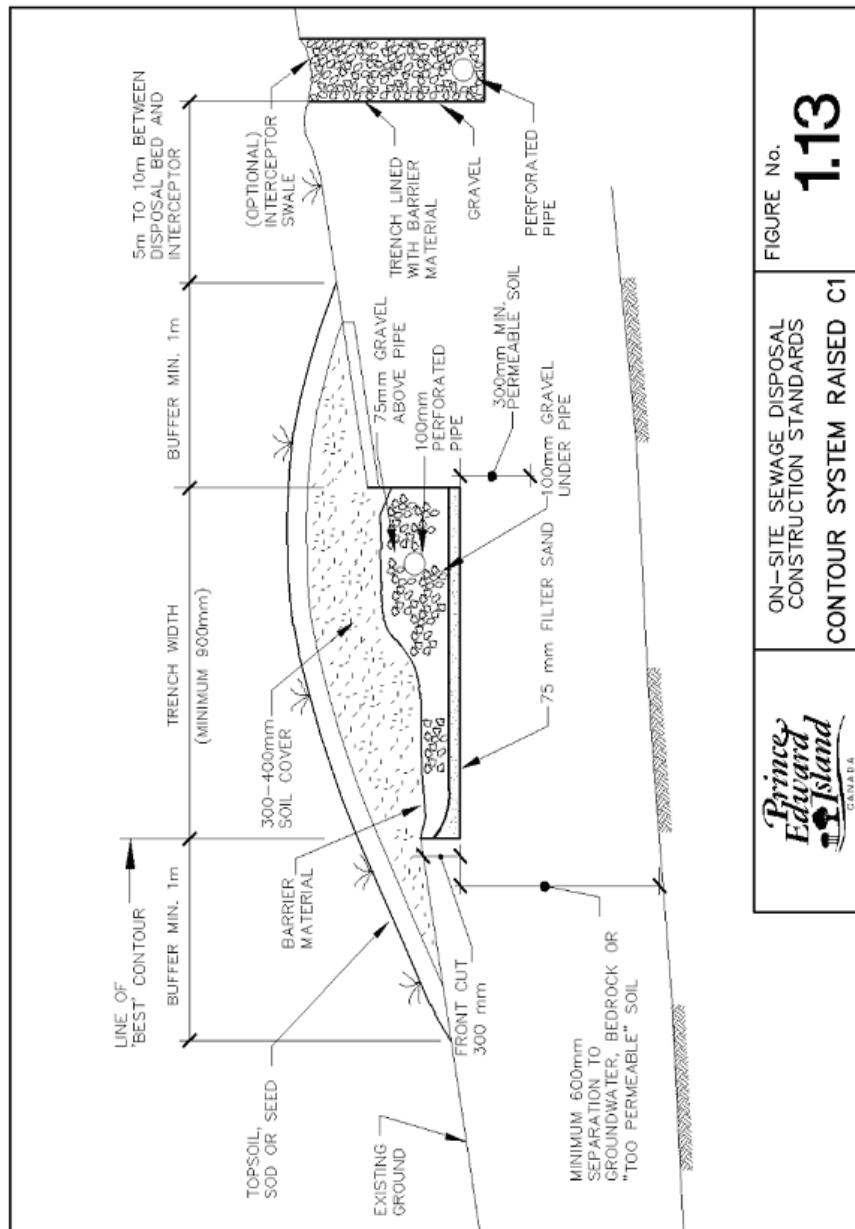 LINE OF
'BEST' CONTOUR
BUFFER MIN. 1m
TRENCH WIDTH
(MINIMUM 900mm)
BUFFER MIN. 1m
5m TO 10m BETWEEN
DISPOSAL BED AND
INTERCEPTOR
TOPSOIL,
SOD OR SEED
300-400mm
SOIL COVER
(OPTIONAL)
INTERCEPTOR
SWALE
BARRIER
MATERIAL
EXISTING
GROUND
FRONT CUT
300 mm
75mm GRAVEL
ABOVE PIPE
100mm
PERFORATED
PIPE
TRENCH LINED
WITH BARRIER
MATERIAL
GRAVEL
PERFORATED
PIPE
300mm MIN.
PERMEABLE SOIL
100mm GRAVEL
UNDER PIPE
75 mm FILTER SAND
MINIMUM 600mm
SEPARATION TO
GROUNDWATER, BEDROCK OR
"TOO PERMEABLE" SOIL
Prince
Edward
Island
CANADA
ON-SITE SEWAGE DISPOSAL
CONSTRUCTION STANDARDS
CONTOUR SYSTEM RAISED C1
FIGURE No.
1.13